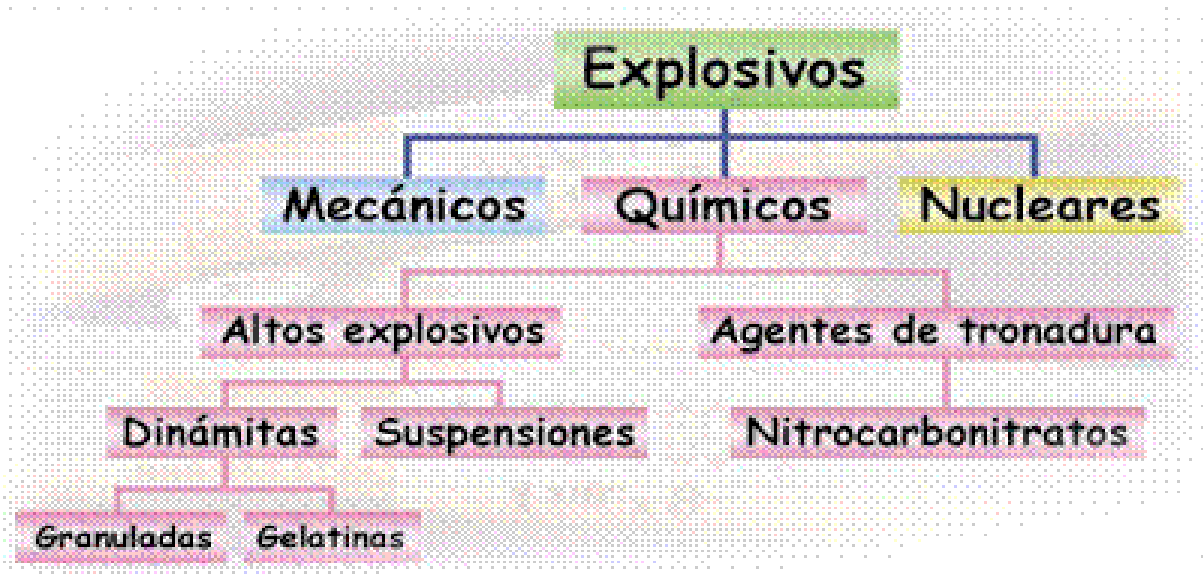 Explosivos
Mecánicos Químicos Nucleares
Altos explosivos Agentes de tronadura
Dinámitas Suspensiones Nitrocarbonitratos
Granuladas Gelatinas